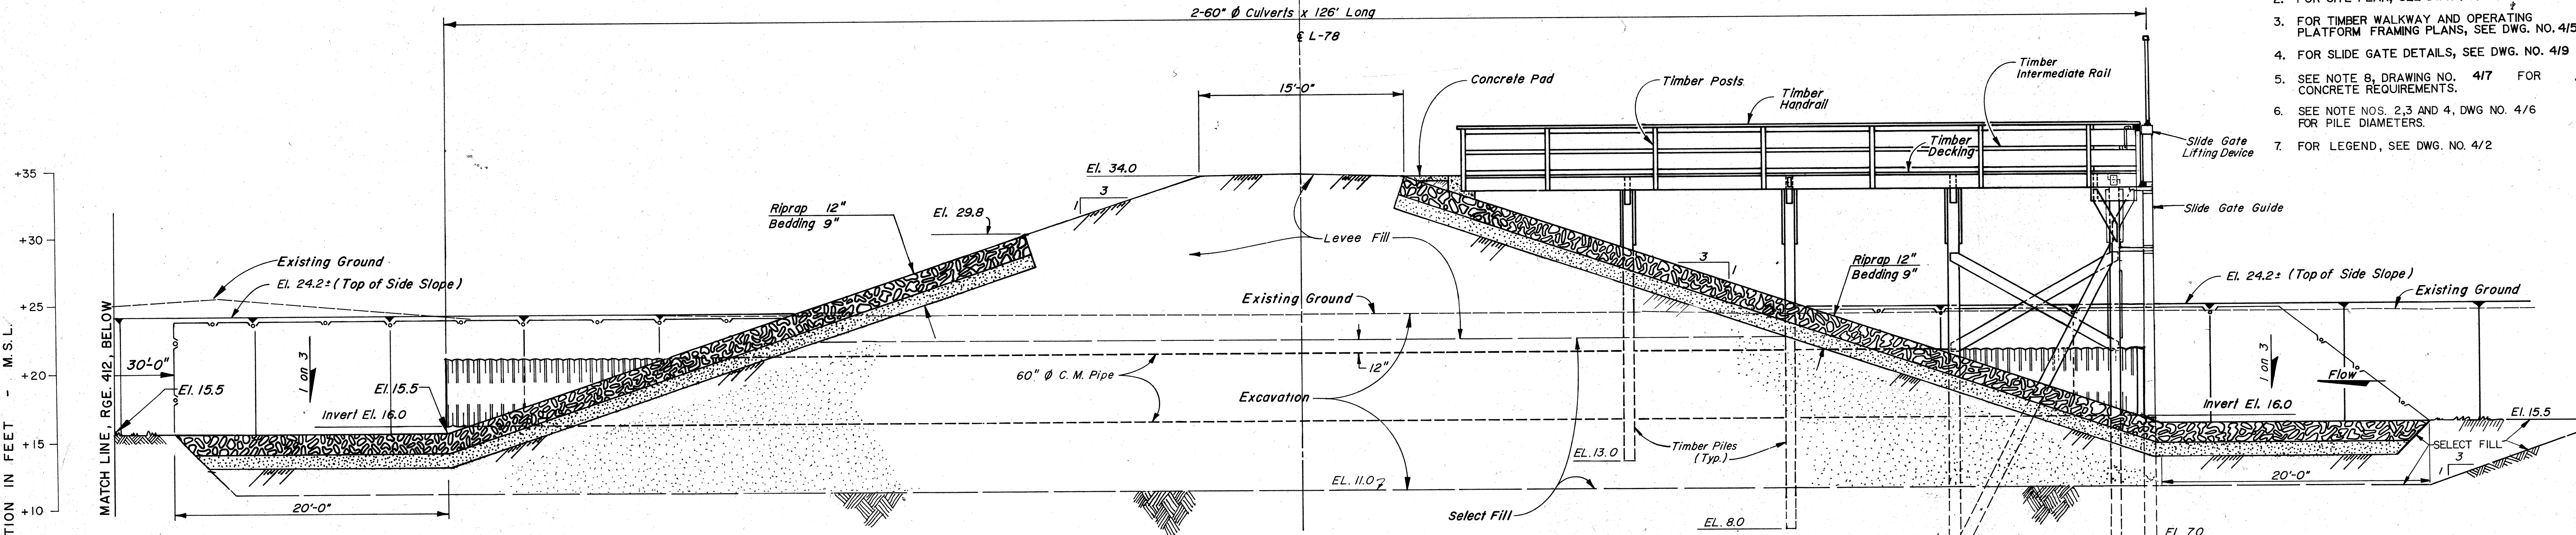 2-60" Ø Culverts x 126' Long
℄ L-78
15'-0"
Concrete Pad
Timber Posts
Timber
Handrail
Timber
Intermediate Rail
Timber
Decking
Slide Gate
Lifting Device
Slide Gate Guide
3. FOR TIMBER WALKWAY AND OPERATING
PLATFORM FRAMING PLANS, SEE DWG. NO. 4/5
4. FOR SLIDE GATE DETAILS, SEE DWG. NO. 4/9
5. SEE NOTE 8, DRAWING NO. 4/7 FOR
CONCRETE REQUIREMENTS.
6. SEE NOTE NOS. 2,3 AND 4, DWG NO. 4/6
FOR PILE DIAMETERS.
7. FOR LEGEND, SEE DWG. NO. 4/2
+35
+30
+25
+20
+15
+10
TION IN FEET - M.S.L.
MATCH LINE, RGE. 412, BELOW
El. 34.0
3
1
Riprap 12"
Bedding 9"
El. 29.8
Levee Fill
Existing Ground
El. 24.2± (Top of Side Slope)
Existing Ground
3
1
Riprap 12"
Bedding 9"
El. 24.2± (Top of Side Slope)
Existing Ground
30'-0"
El. 15.5
1 on 3
El. 15.5
Invert El. 16.0
60" Ø C. M. Pipe
12"
Excavation
1 on 3
Flow
Invert El. 16.0
El. 15.5
SELECT FILL
3
1
Timber Piles
(Typ.)
EL. 13.0
EL. 11.0
20'-0"
20'-0"
Select Fill
EL. 8.0
EL. 7.0